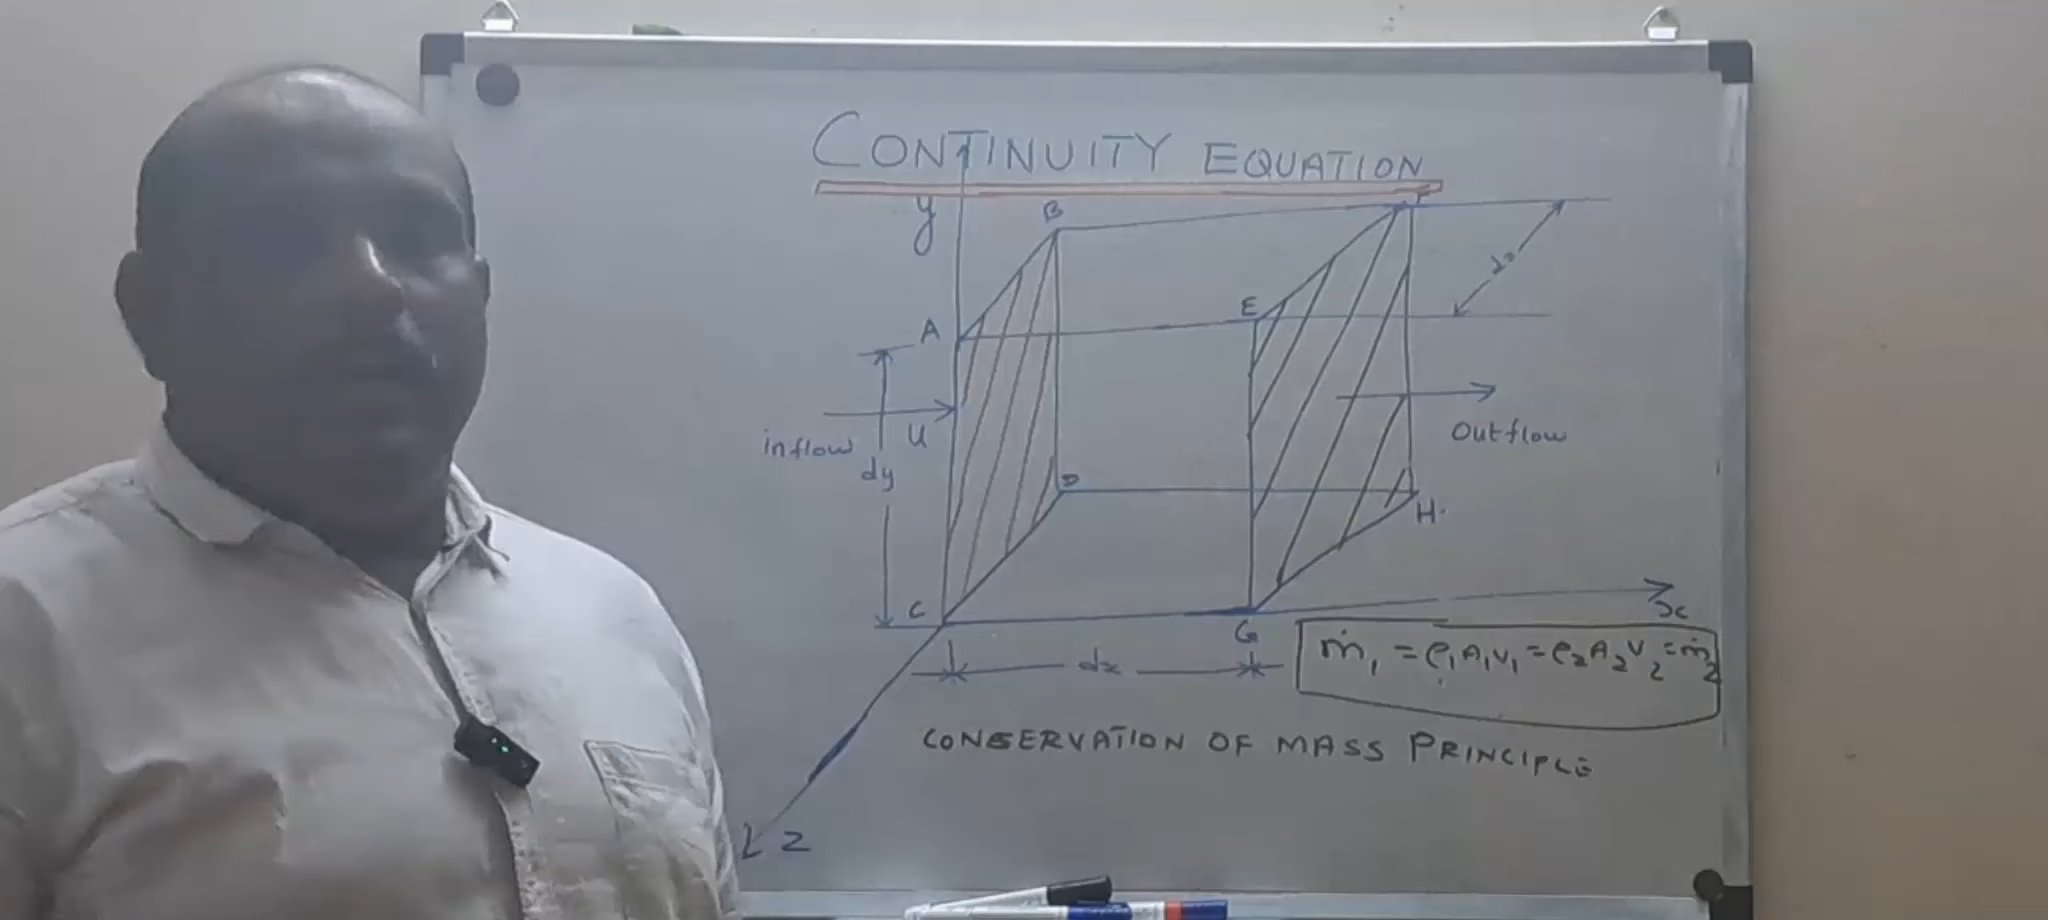 CONTINUITY EQUATION
y
B
F
A
E
inflow
u
dy
Outflow
D
H.
C
G
x
dx
ṁ₁ = ρ₁A₁V₁ = ρ₂A₂V₂ = ṁ₂
CONSERVATION OF MASS PRINCIPLE
Z